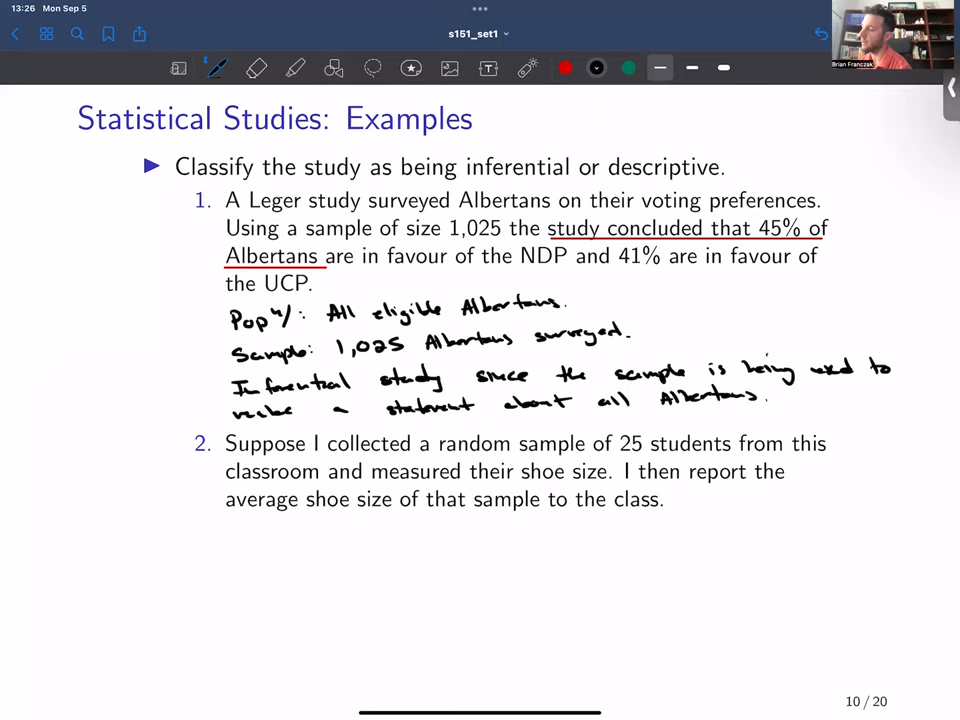 13:26 Mon Sep 5
s151_set1
Brian Franczak
Statistical Studies: Examples
Classify the study as being inferential or descriptive.
1. A Leger study surveyed Albertans on their voting preferences.
Using a sample of size 1,025 the study concluded that 45% of
Albertans are in favour of the NDP and 41% are in favour of
the UCP.
Popn/: All eligible Albertans.
Sample: 1,025 Albertans surveyed.
Inferential study since the sample is being used to
make a statement about all Albertans.
2. Suppose I collected a random sample of 25 students from this
classroom and measured their shoe size. I then report the
average shoe size of that sample to the class.
10 / 20